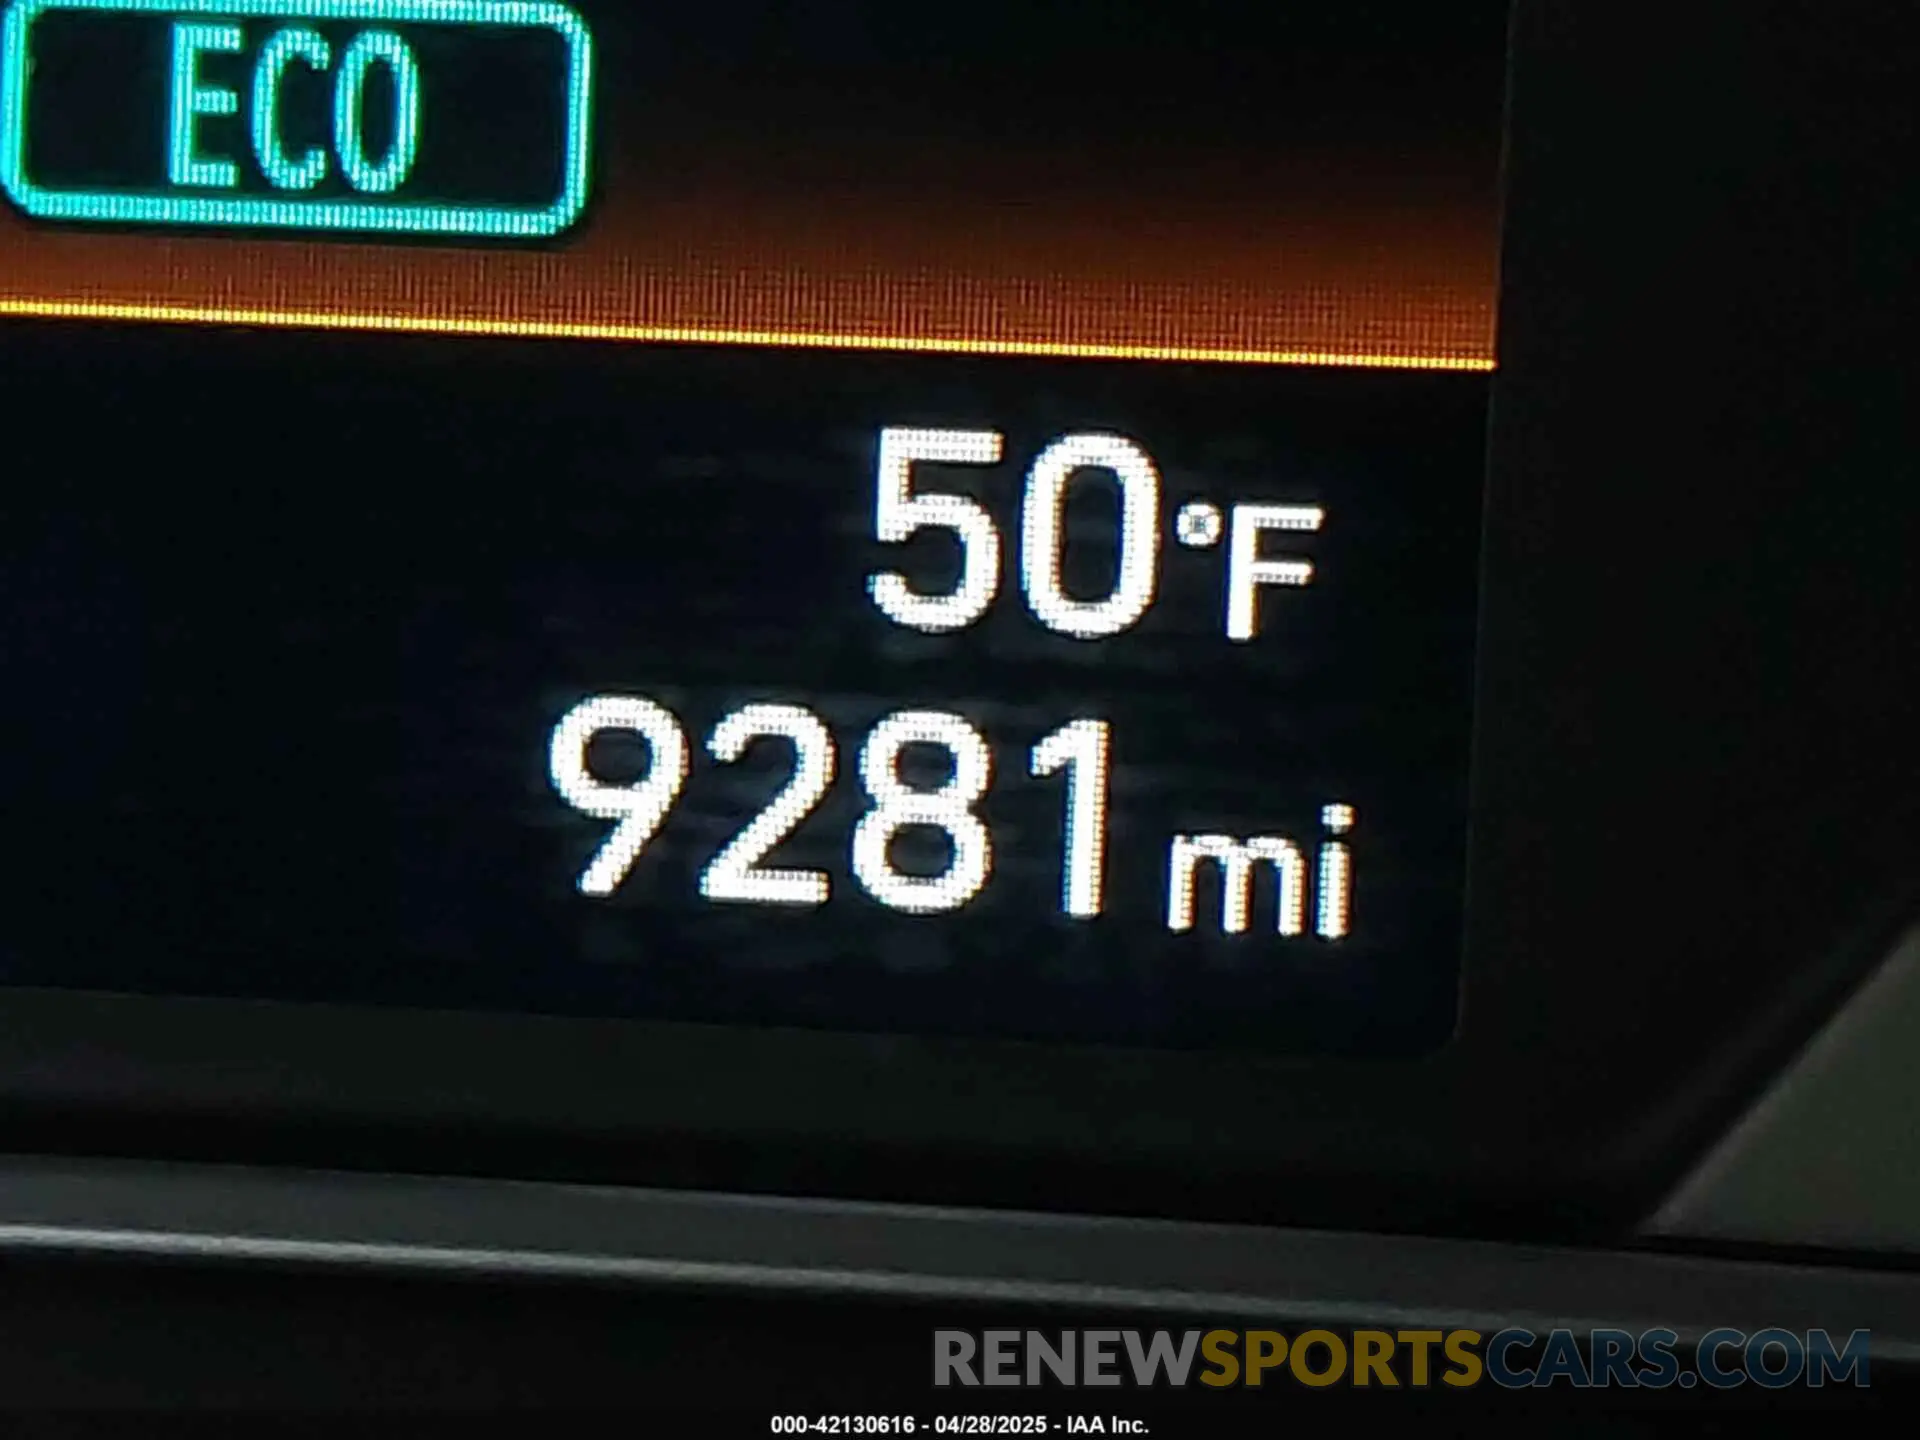 ECO
50°F
9281 mi
RENEWSPORTSCARS.COM
000-42130616 - 04/28/2025 - IAA Inc.